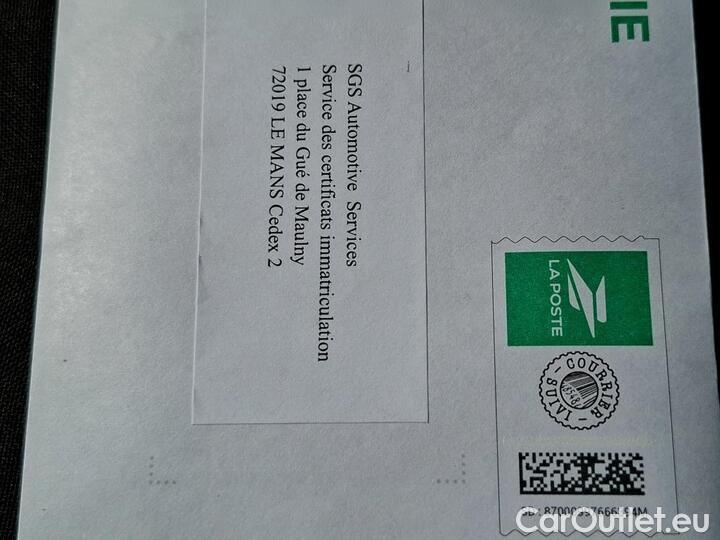 IE
SGS Automotive Services
Service des certificats immatriculation
1 place du Gué de Maulny
72019 LE MANS Cedex 2
LA POSTE
COURRIER
SUIVI
CarOutlet.eu